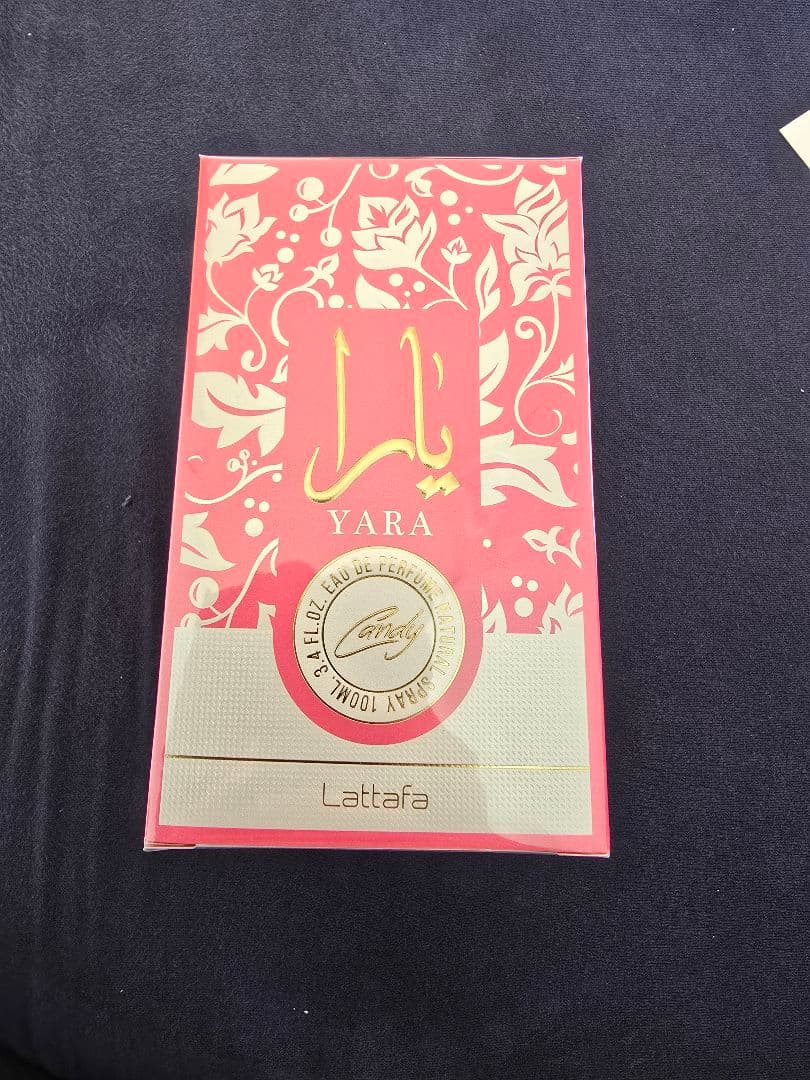 يارا
YARA
EAU DE PERFUME NATURAL SPRAY 100ML. 3.4 FL.OZ.
Candy
Lattafa